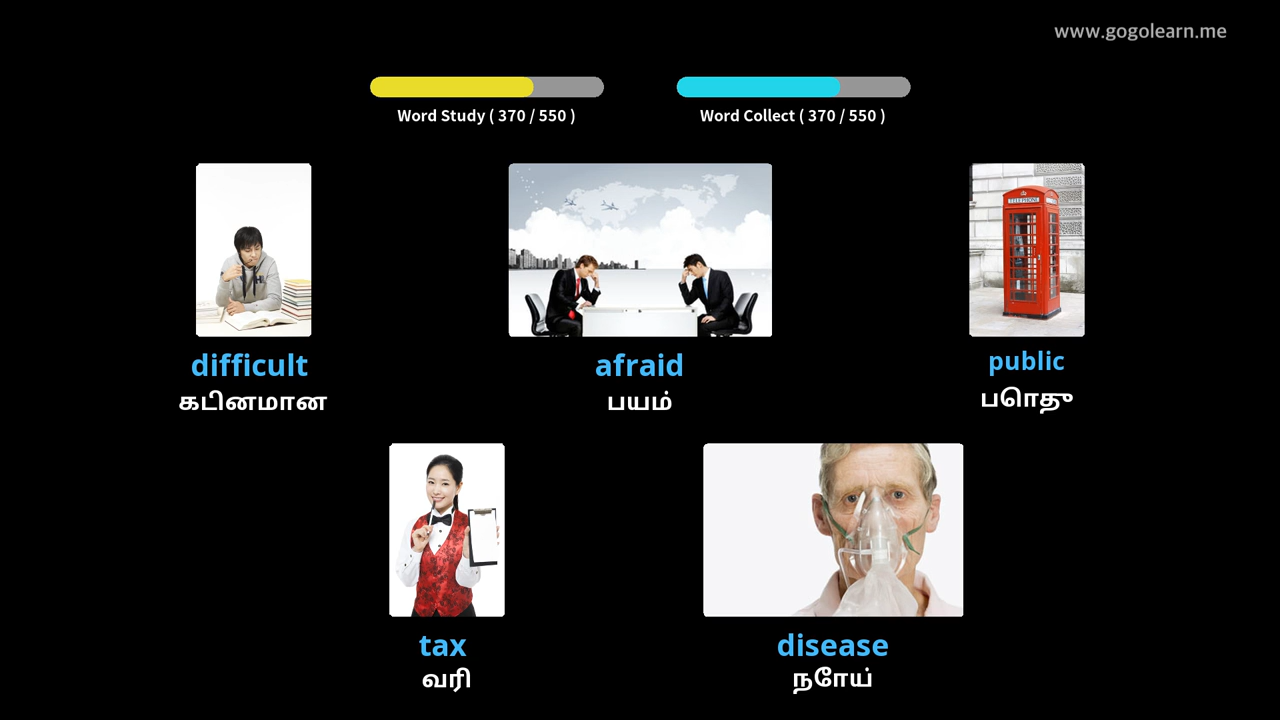 www.gogolearn.me
Word Study ( 370 / 550 )
Word Collect ( 370 / 550 )
difficult
afraid
public
கடினமான
பயம்
பொது
tax
disease
வரி
நோய்